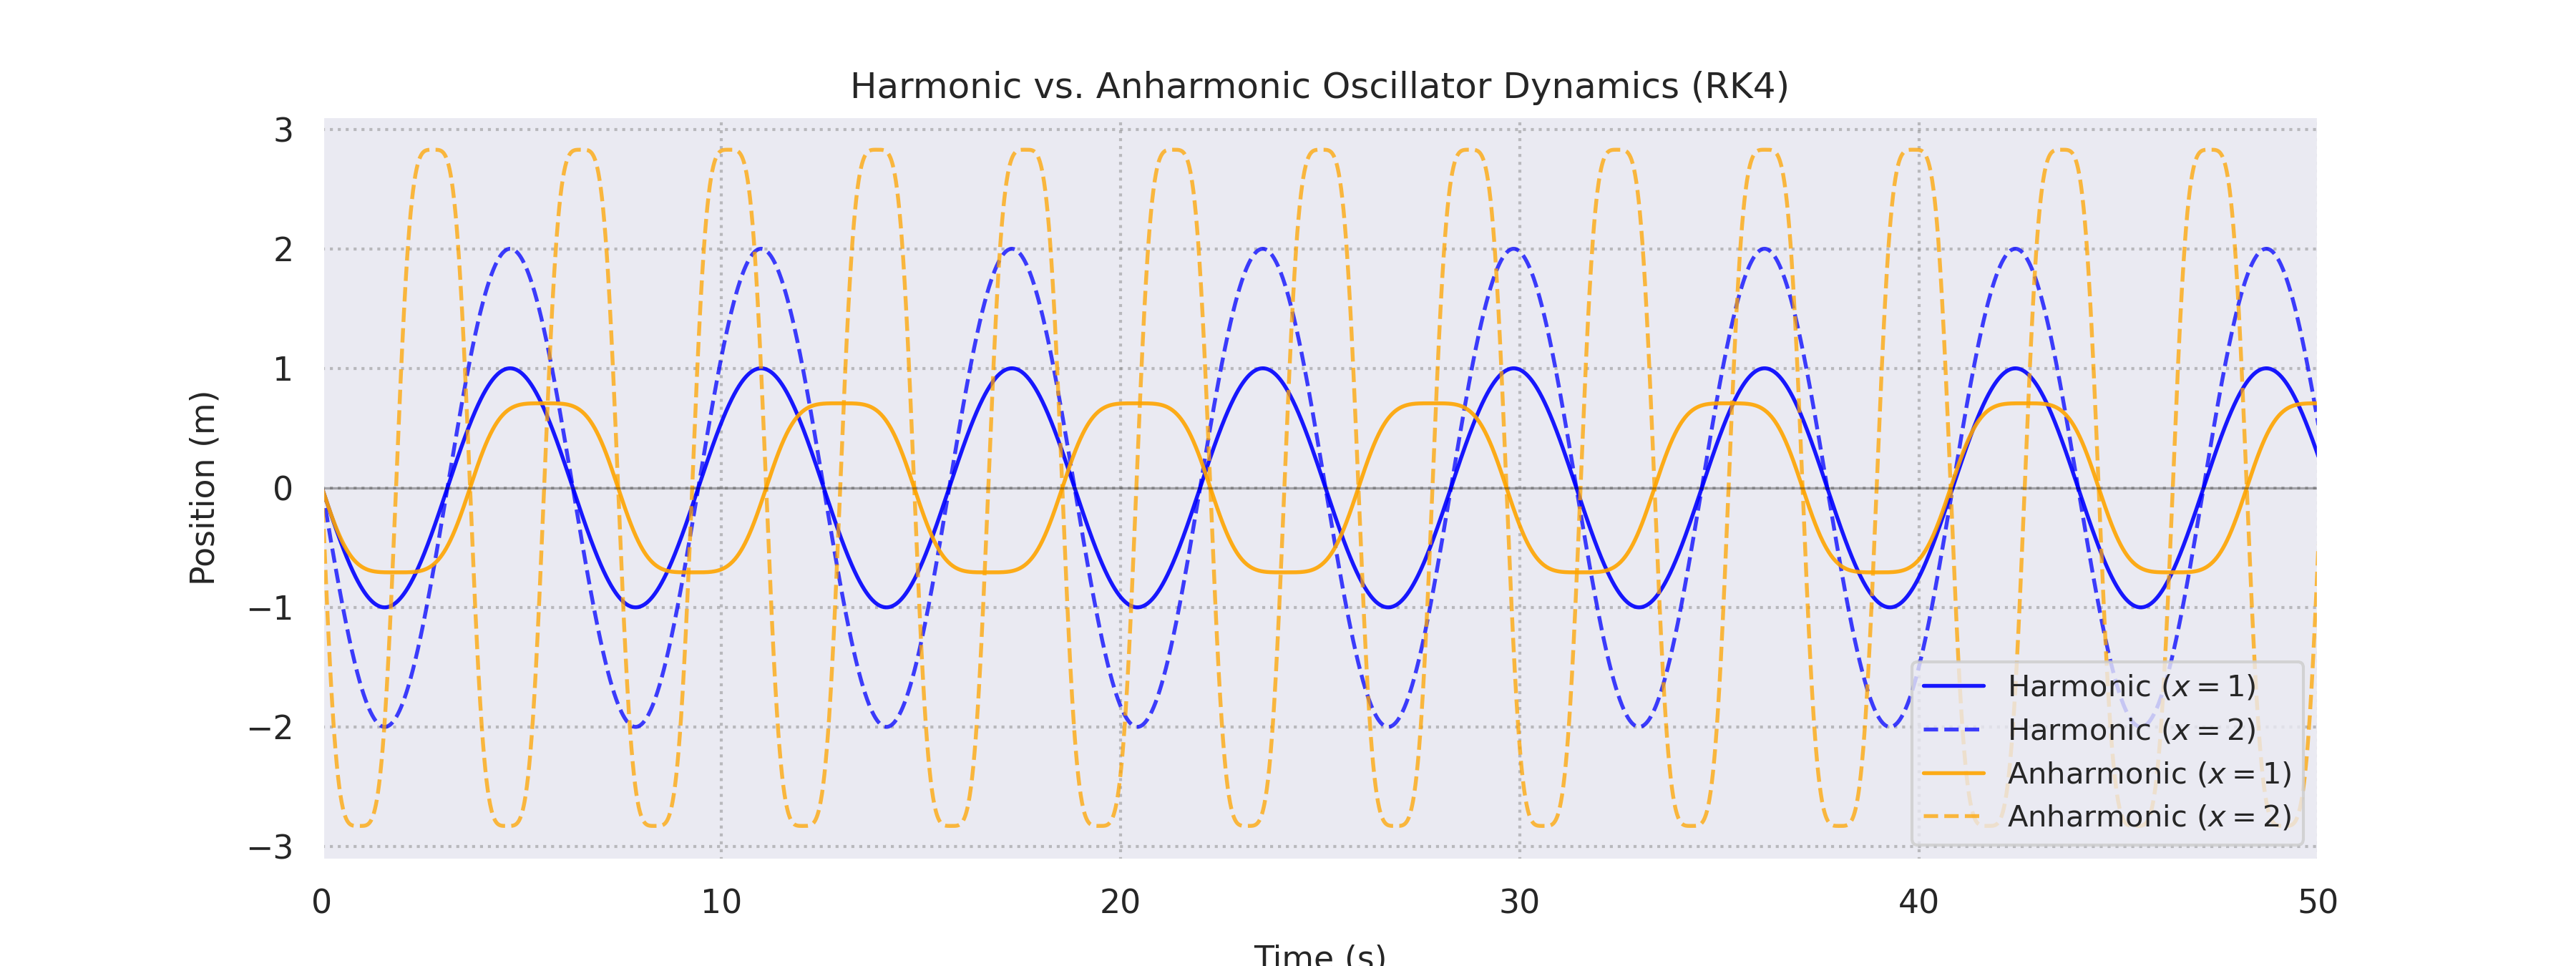 Harmonic vs. Anharmonic Oscillator Dynamics (RK4)
Position (m)
3
2
1
0
−1
−2
−3
0 10 20 30 40 50
Time (s)
Harmonic (x = 1)
Harmonic (x = 2)
Anharmonic (x = 1)
Anharmonic (x = 2)